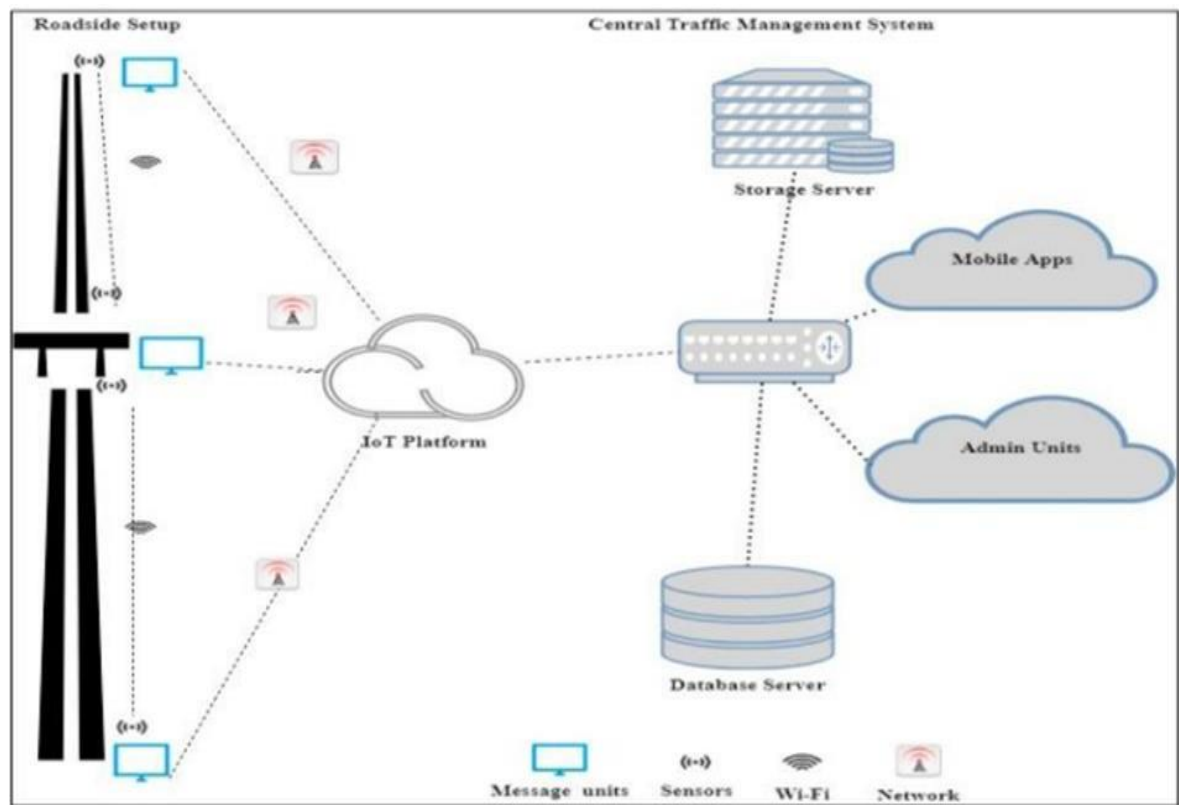 Roadside Setup
Central Traffic Management System
Storage Server
Mobile Apps
IoT Platform
Admin Units
Database Server
Message units
Sensors
Wi-Fi
Network